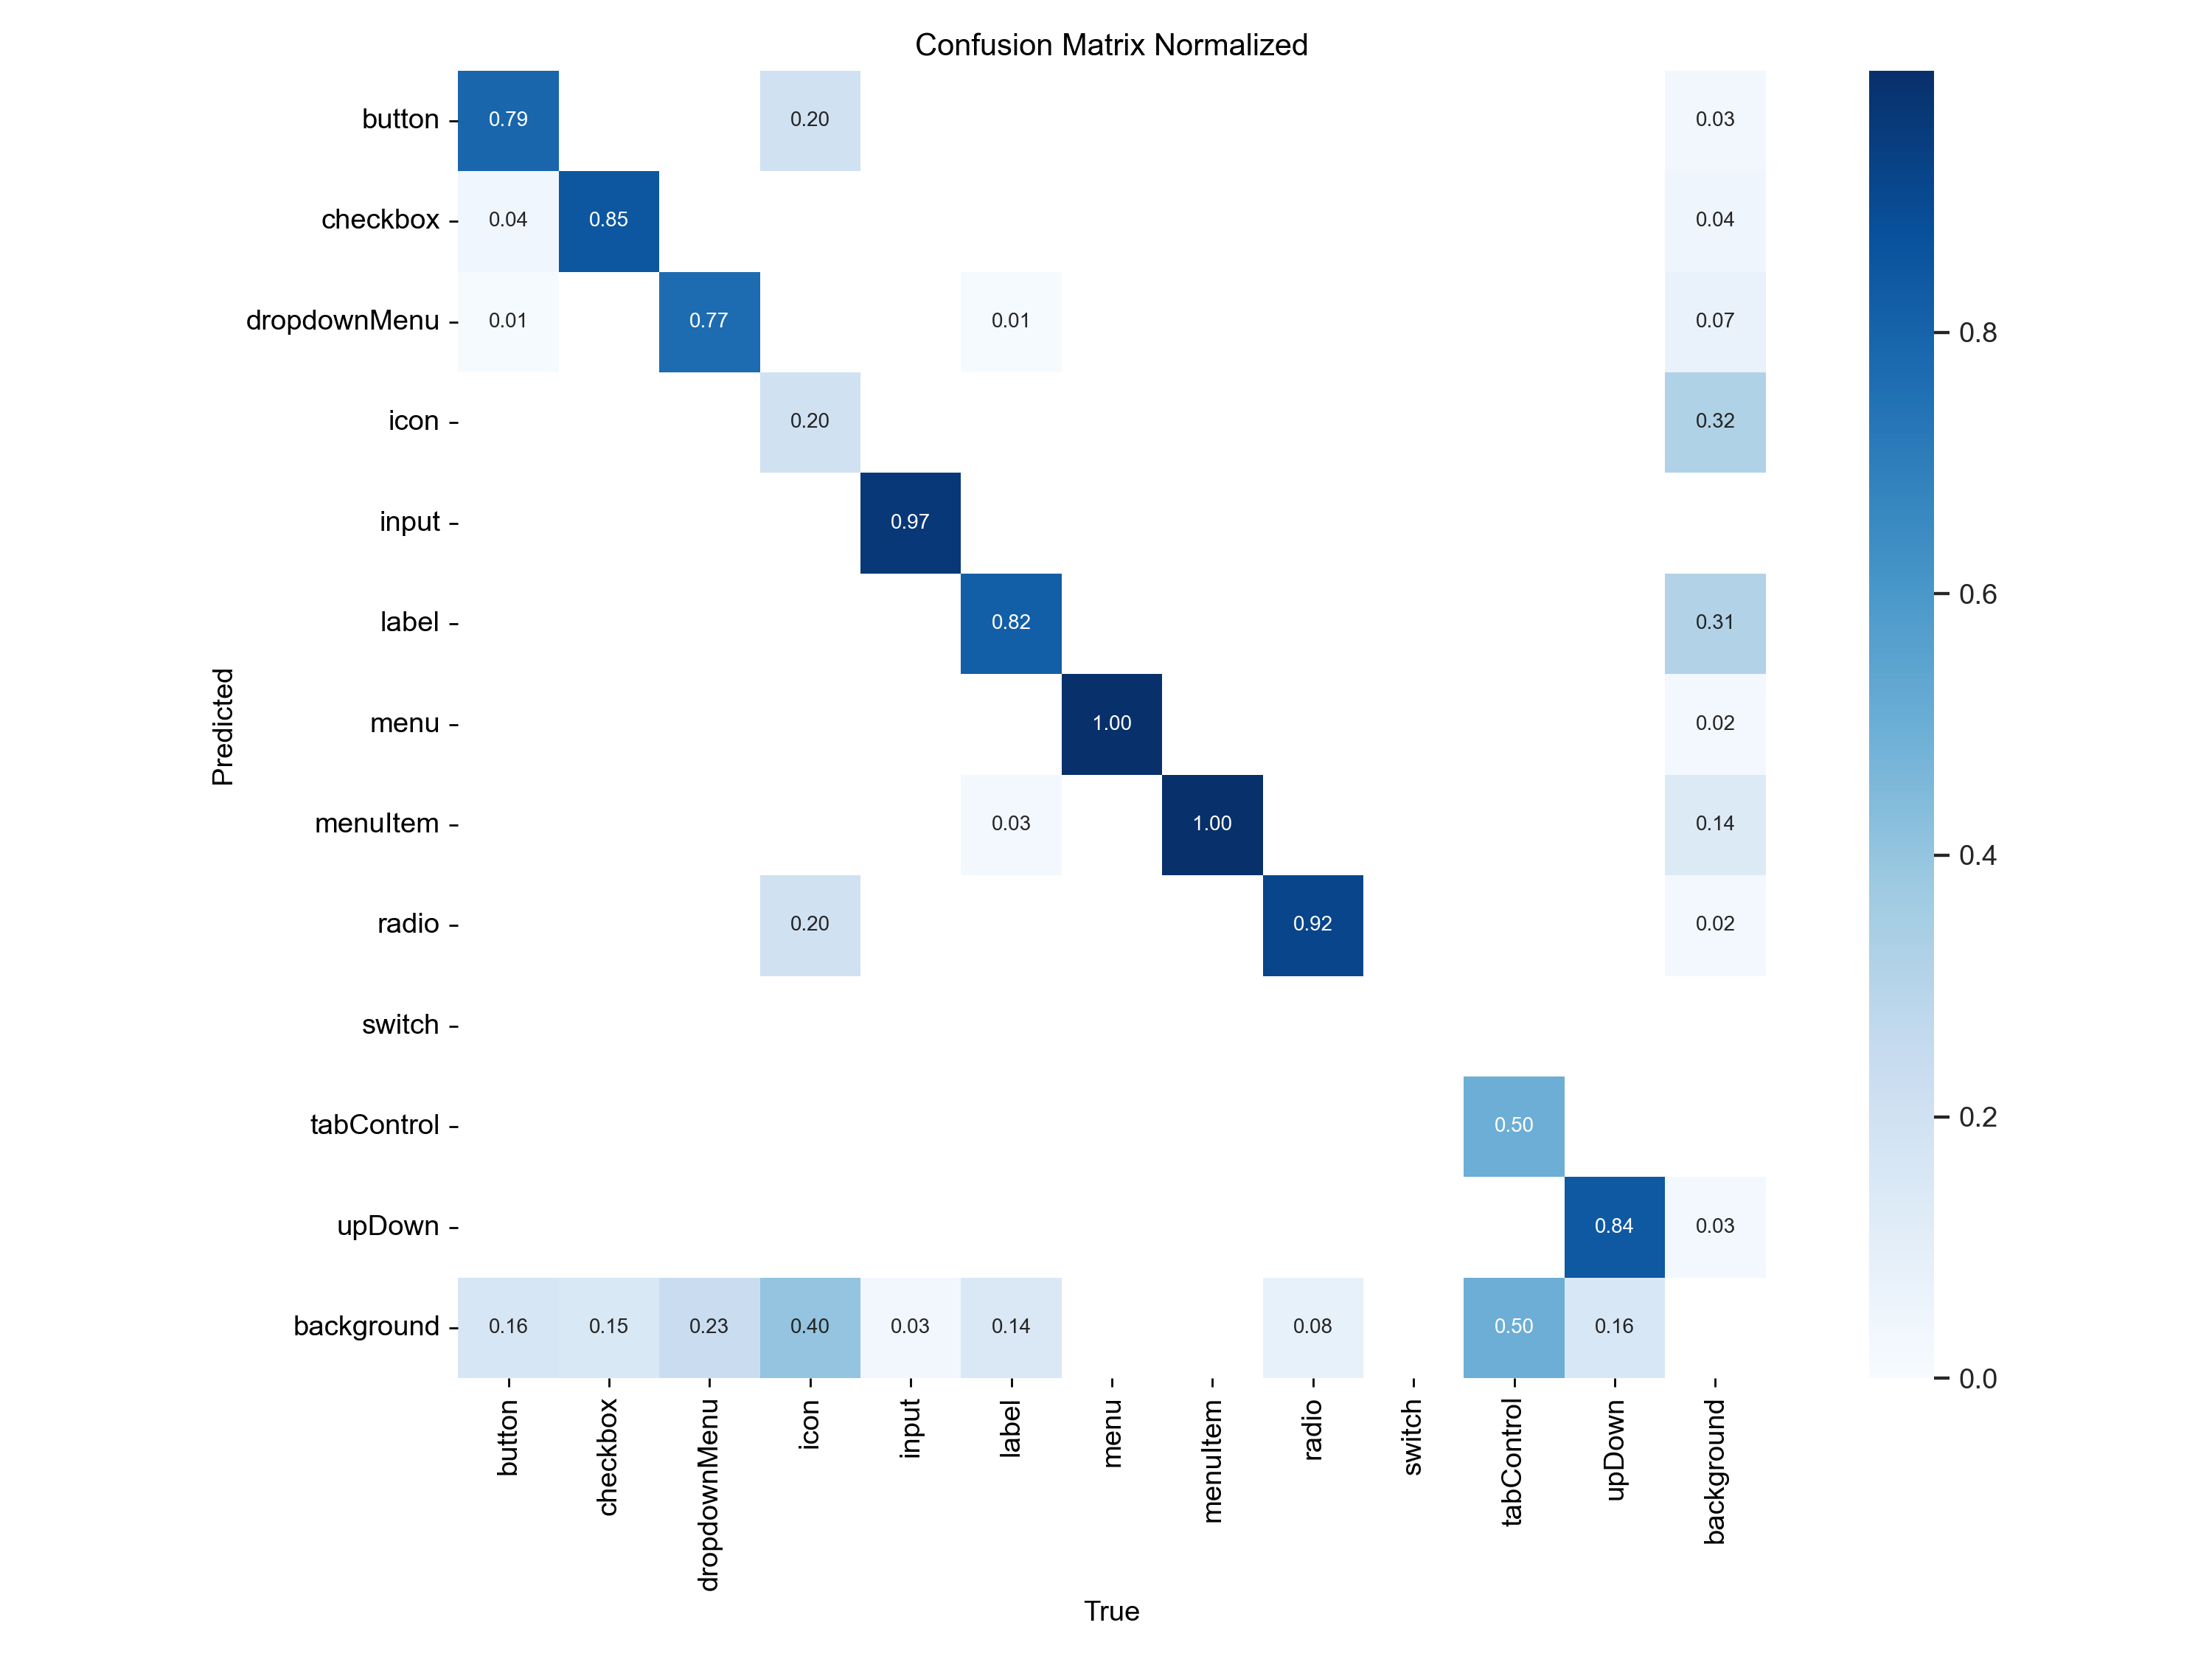 Confusion Matrix Normalized
button 0.79 0.20 0.03
checkbox 0.04 0.85 0.04
dropdownMenu 0.01 0.77 0.01 0.07 0.8
icon 0.20 0.32
input 0.97
label 0.82 0.31 0.6
Predicted
menu 1.00 0.02
menuItem 0.03 1.00 0.14 0.4
radio 0.20 0.92 0.02
switch
tabControl 0.50 0.2
upDown 0.84 0.03
background 0.16 0.15 0.23 0.40 0.03 0.14 0.08 0.50 0.16
0.0
button checkbox dropdownMenu icon input label menu menuItem radio switch tabControl upDown background
True